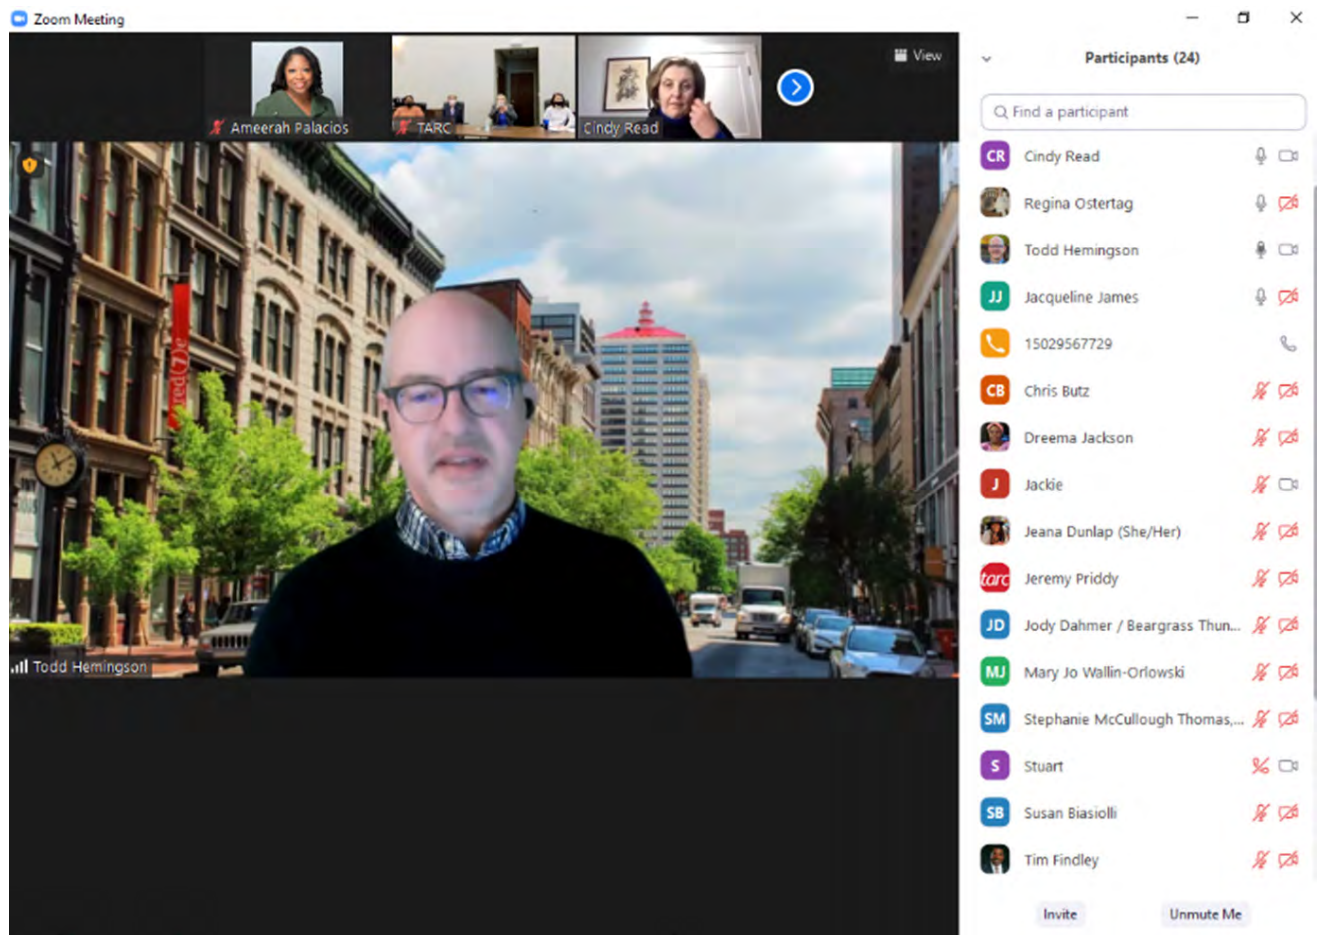 Zoom Meeting
Ameerah Palacios
TARC
Cindy Read
View
Todd Hemingson
Participants (24)
Find a participant
CR Cindy Read
Regina Ostertag
Todd Hemingson
JJ Jacqueline James
15029567729
CB Chris Butz
Dreema Jackson
J Jackie
Jeana Dunlap (She/Her)
tarc Jeremy Priddy
JD Jody Dahmer / Beargrass Thun...
MJ Mary Jo Wallin-Orlowski
SM Stephanie McCullough Thomas,...
S Stuart
SB Susan Biasiolli
Tim Findley
Invite Unmute Me